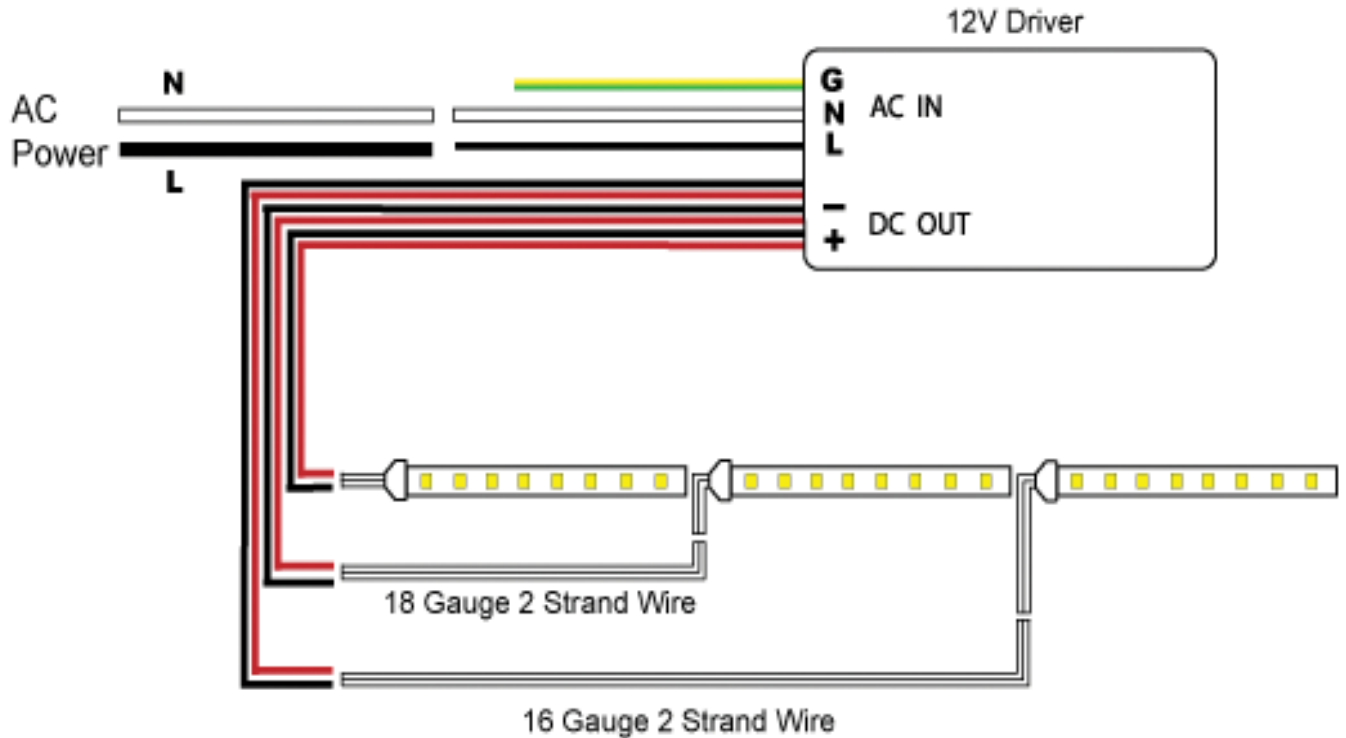 12V Driver
N
AC
Power
L
G
N
L
AC IN
−
+
DC OUT
18 Gauge 2 Strand Wire
16 Gauge 2 Strand Wire